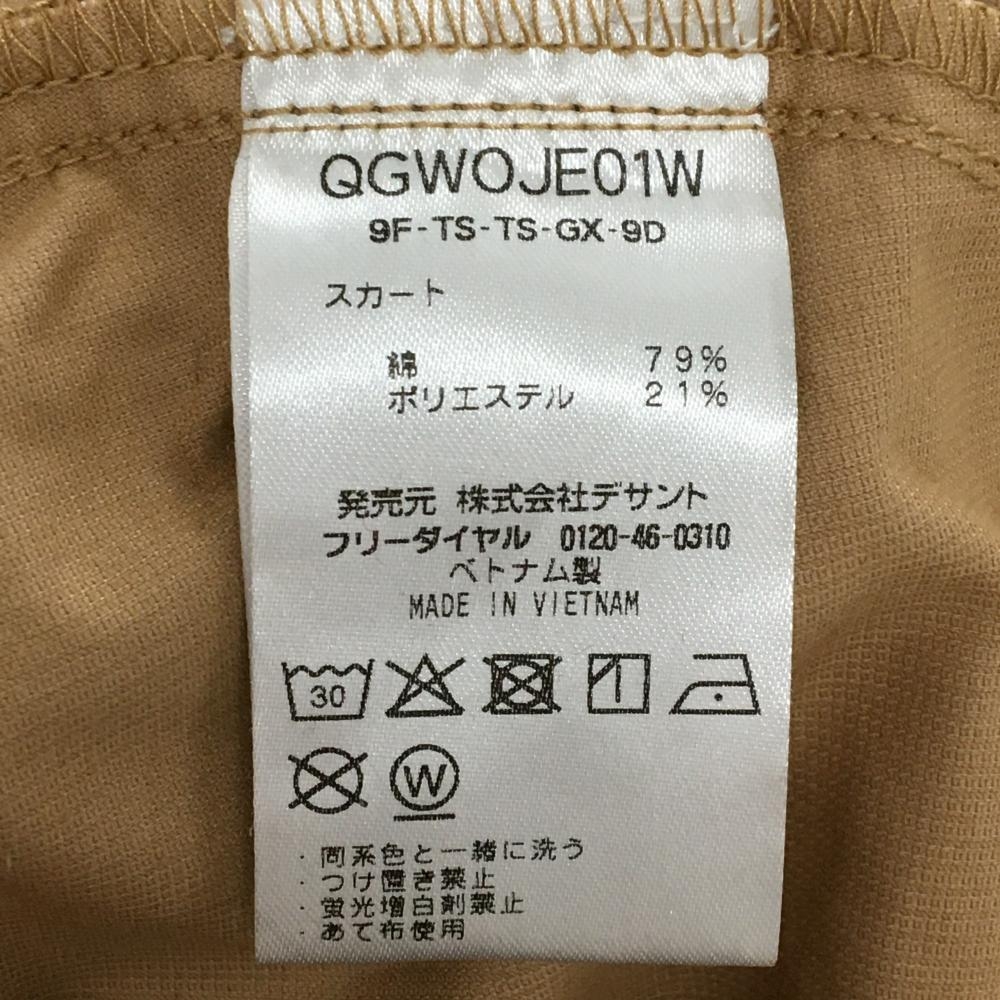 QGWOJE01W
9F-TS-TS-GX-9D
スカート
綿 79%
ポリエステル 21%
発売元 株式会社デサント
フリーダイヤル 0120-46-0310
ベトナム製
MADE IN VIETNAM
30
W
・同系色と一緒に洗う
・つけ置き禁止
・蛍光増白剤禁止
・あて布使用